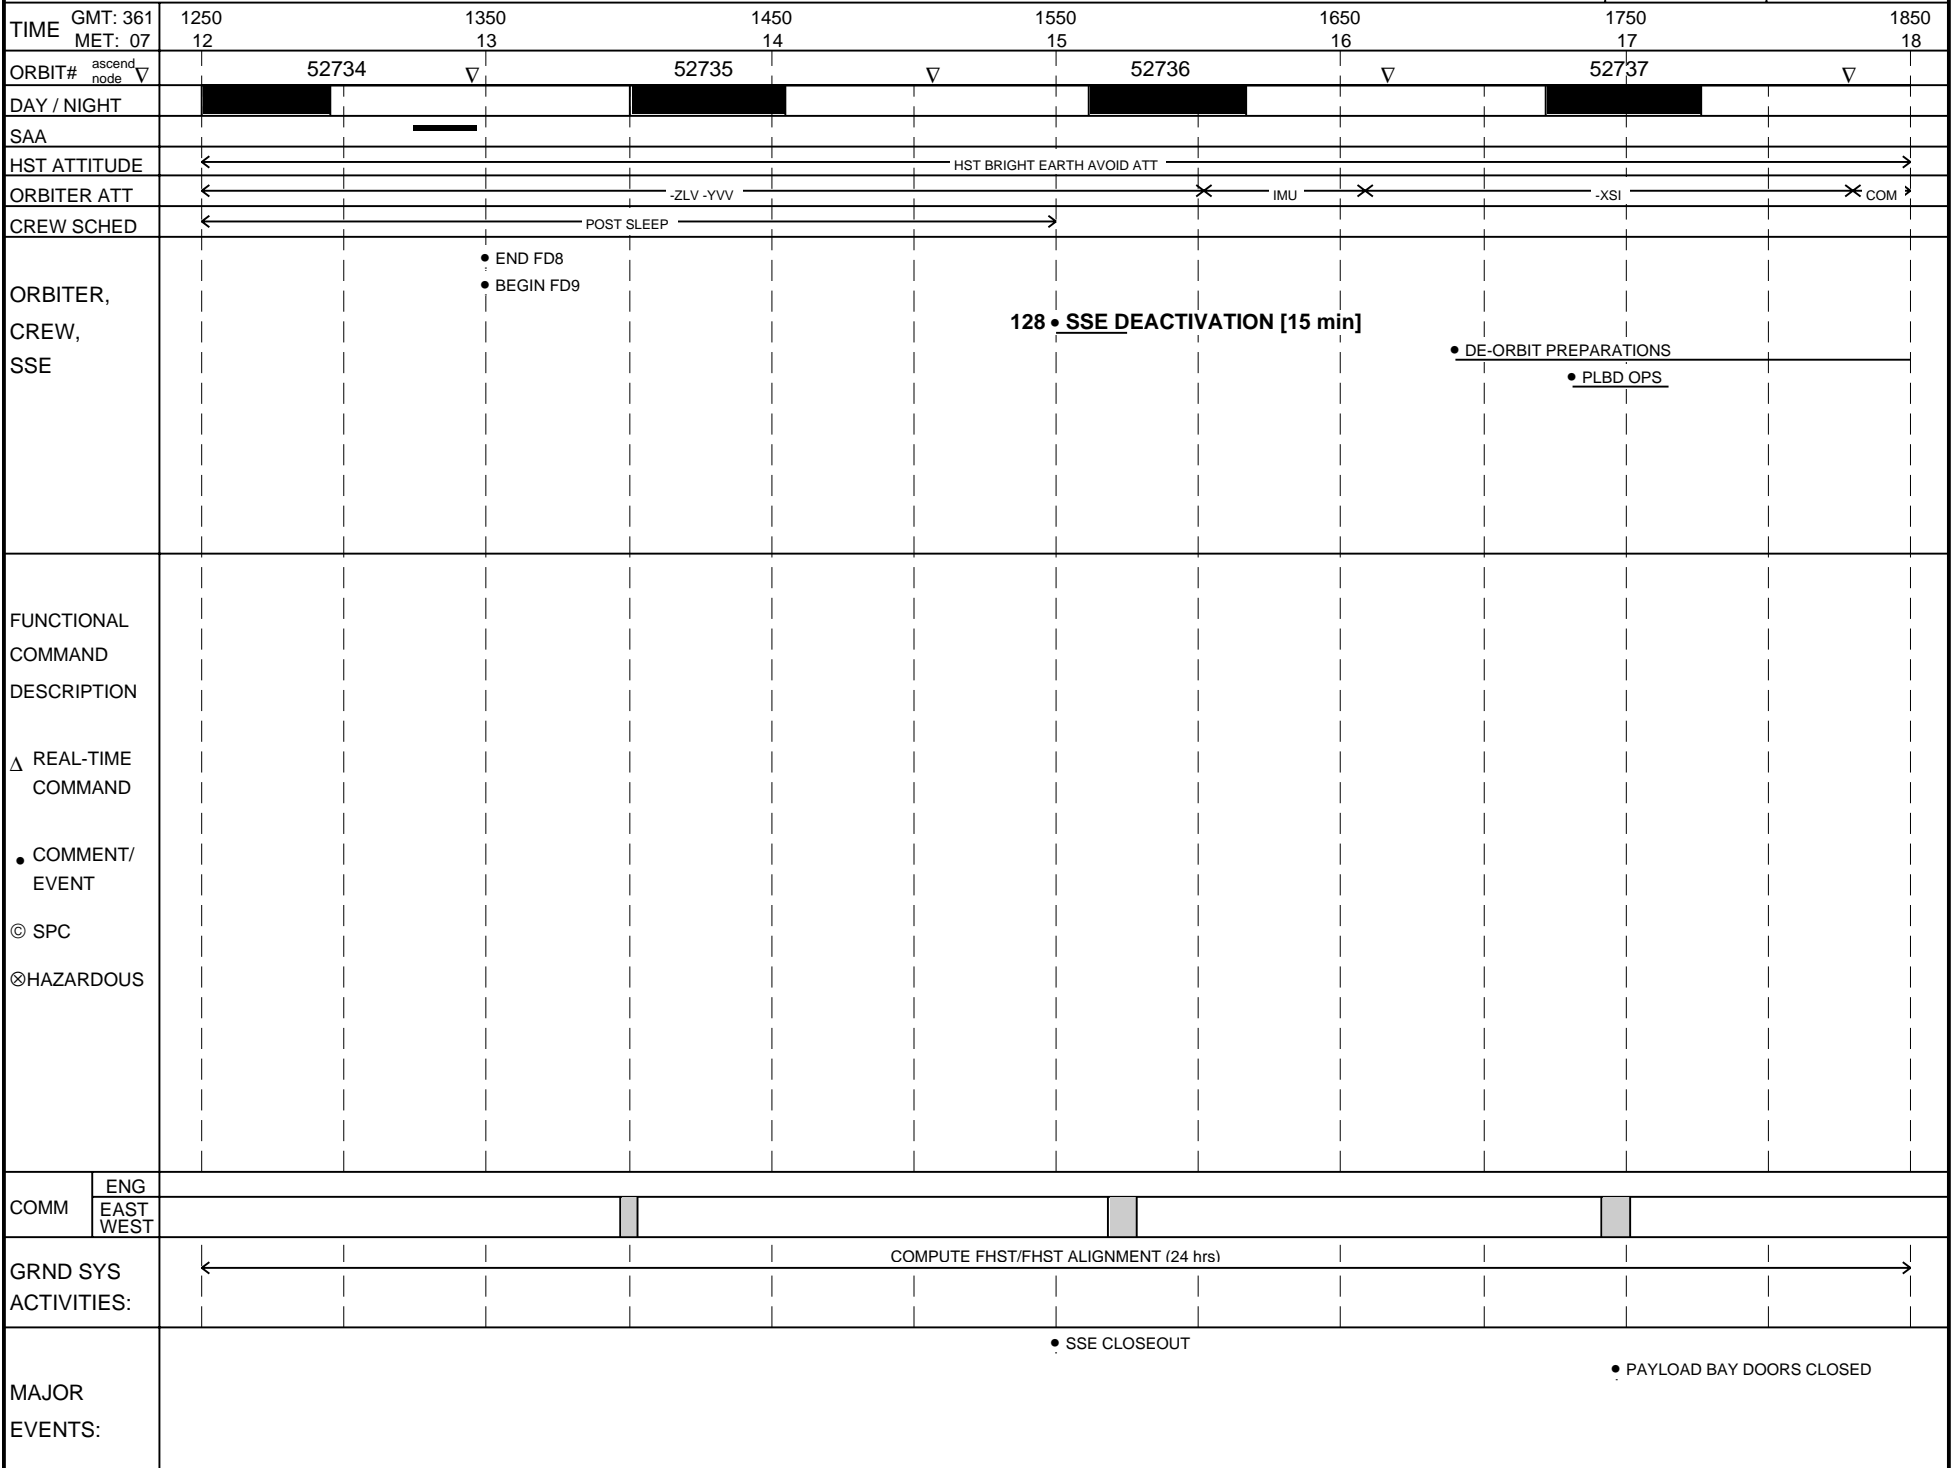 TIME GMT: 361 1250 1350 1450 1550 1650 1750 1850
MET: 07 12 13 14 15 16 17 18
ORBIT# ascend node ∇ 52734 ∇ 52735 ∇ 52736 ∇ 52737 ∇
DAY / NIGHT
SAA
HST ATTITUDE HST BRIGHT EARTH AVOID ATT
ORBITER ATT -ZLV -YVV IMU -XSI COM
CREW SCHED POST SLEEP
ORBITER,
CREW,
SSE
• END FD8
• BEGIN FD9
128 • SSE DEACTIVATION [15 min]
• DE-ORBIT PREPARATIONS
• PLBD OPS
FUNCTIONAL
COMMAND
DESCRIPTION
Δ REAL-TIME
COMMAND
• COMMENT/
EVENT
© SPC
⊗HAZARDOUS
COMM
ENG
EAST
WEST
GRND SYS
ACTIVITIES:
COMPUTE FHST/FHST ALIGNMENT (24 hrs)
MAJOR
EVENTS:
• SSE CLOSEOUT
• PAYLOAD BAY DOORS CLOSED